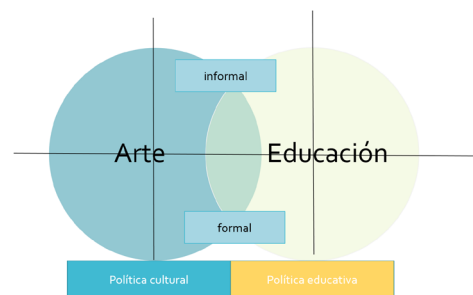 informal
Arte
Educación
formal
Política cultural
Política educativa